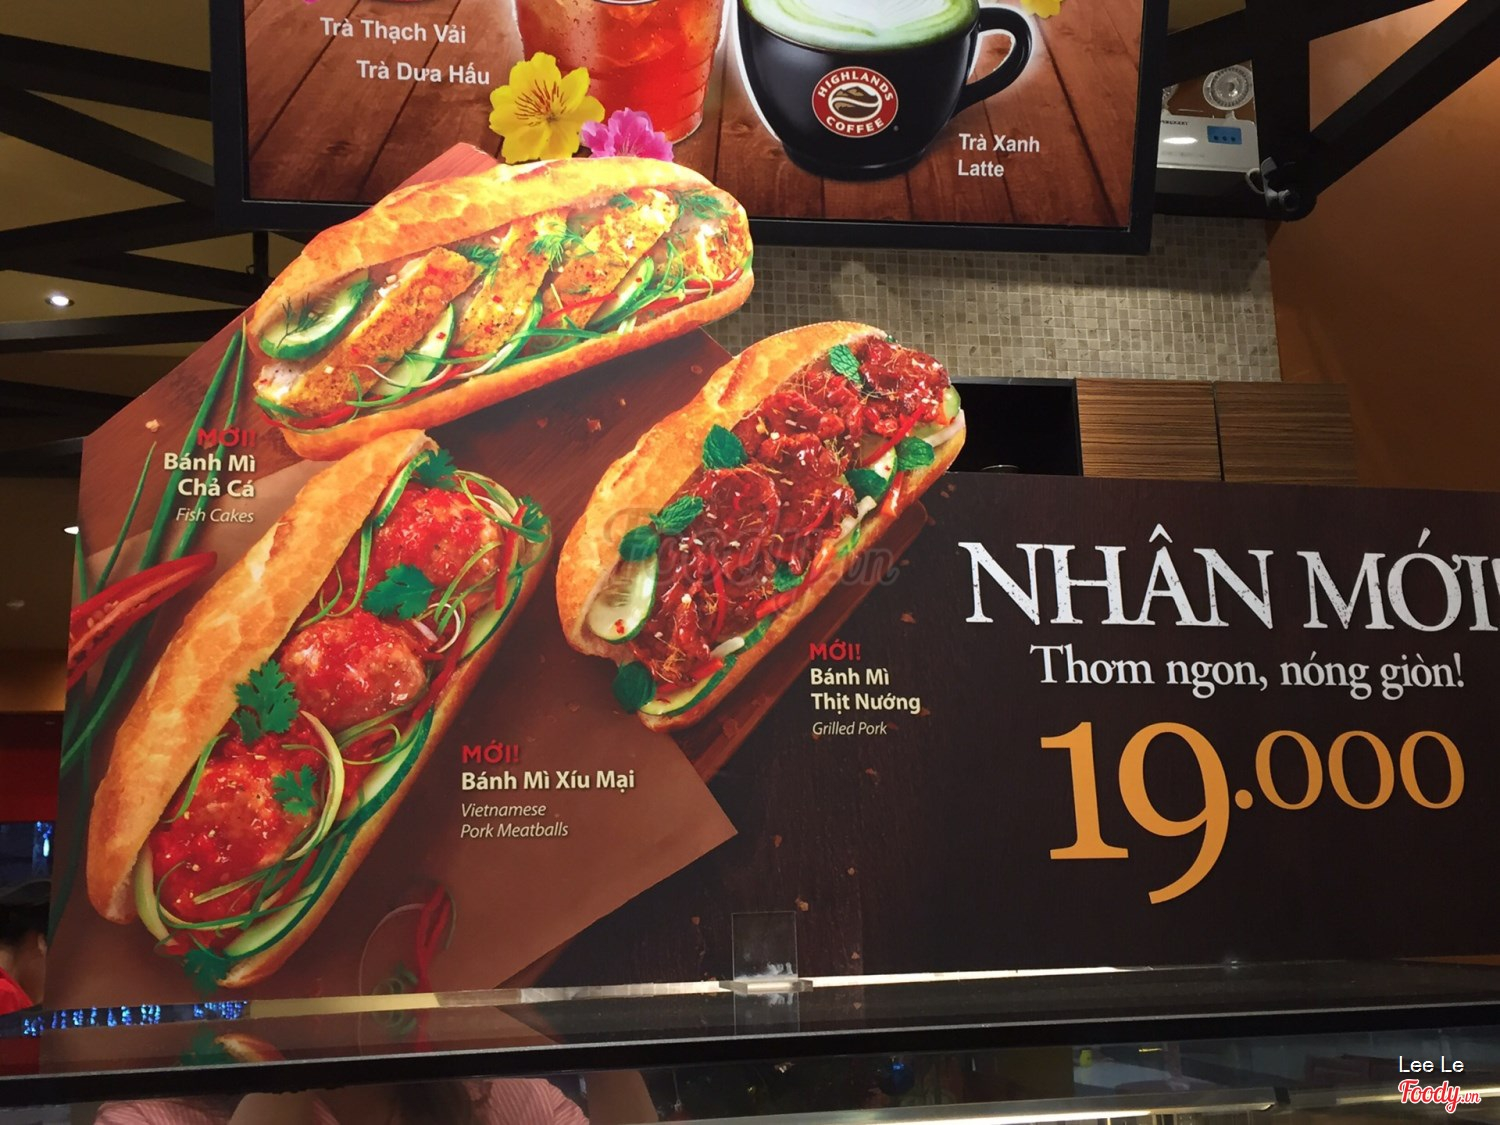 Trà Thạch Vải
Trà Dưa Hấu
HIGHLANDS
COFFEE
Trà Xanh
Latte
MỚI!
Bánh Mì
Chả Cá
Fish Cakes
MỚI!
Bánh Mì
Thịt Nướng
Grilled Pork
MỚI!
Bánh Mì Xíu Mại
Vietnamese
Pork Meatballs
NHÂN MỚI!
Thơm ngon, nóng giòn!
19.000
Foody.vn
Lee Le
Foody.vn